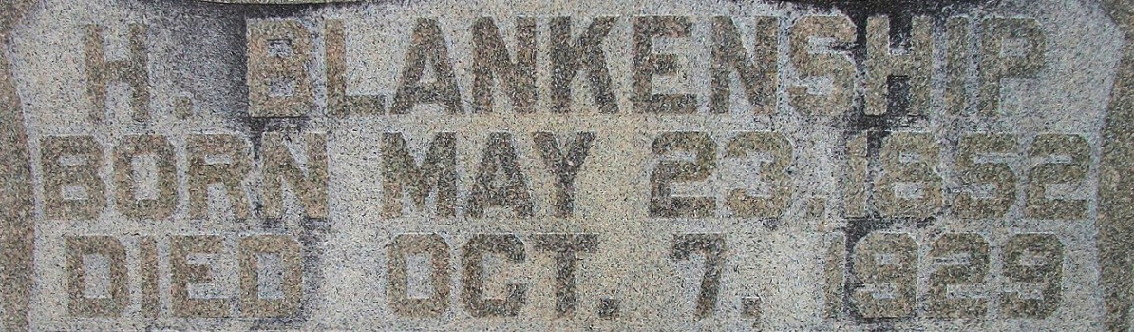 H. BLANKENSHIP
BORN MAY 23, 1852
DIED OCT. 7, 1929